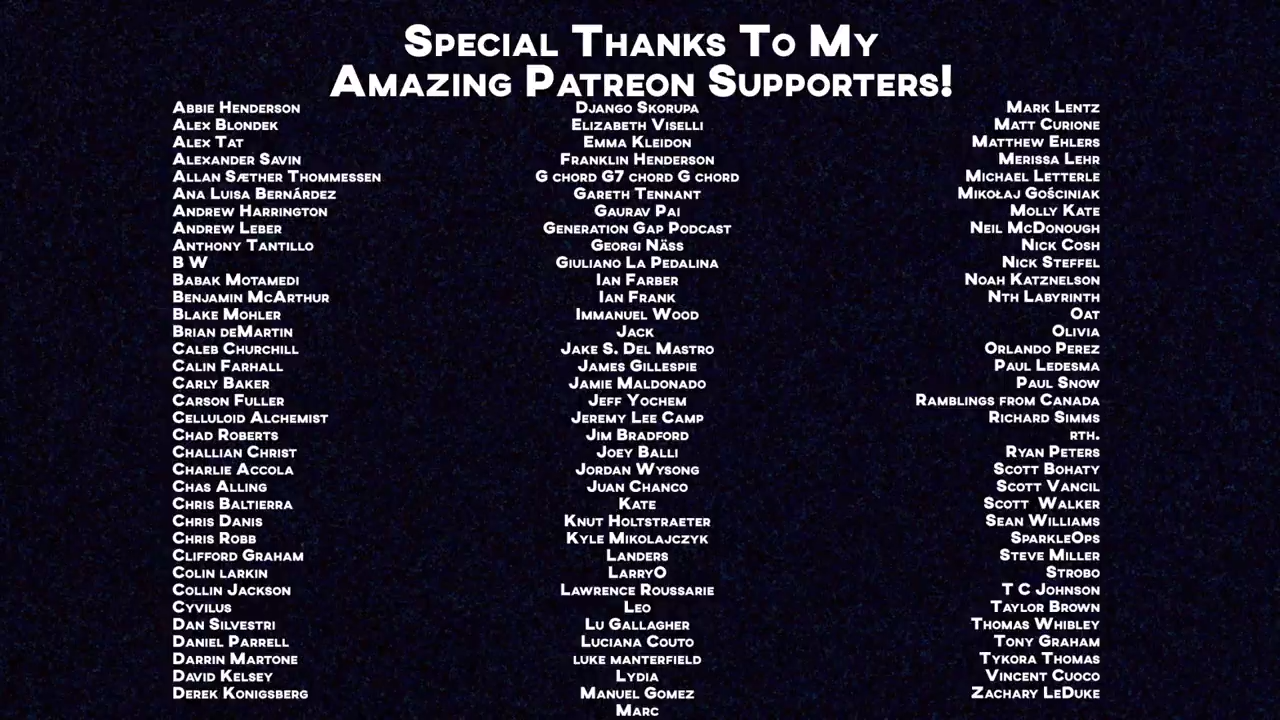 Special Thanks To My
Amazing Patreon Supporters!
Abbie Henderson
Alex Blondek
Alex Tat
Alexander Savin
Allan Sæther Thommessen
Ana Luisa Bernárdez
Andrew Harrington
Andrew Leber
Anthony Tantillo
B W
Babak Motamedi
Benjamin McArthur
Blake Mohler
Brian deMartin
Caleb Churchill
Calin Farhall
Carly Baker
Carson Fuller
Celluloid Alchemist
Chad Roberts
Challian Christ
Charlie Accola
Chas Alling
Chris Baltierra
Chris Danis
Chris Robb
Clifford Graham
Colin larkin
Collin Jackson
Cyvilus
Dan Silvestri
Daniel Parrell
Darrin Martone
David Kelsey
Derek Konigsberg
Django Skorupa
Elizabeth Viselli
Emma Kleidon
Franklin Henderson
G chord G7 chord G chord
Gareth Tennant
Gaurav Pai
Generation Gap Podcast
Georgi Näss
Giuliano La Pedalina
Ian Farber
Ian Frank
Immanuel Wood
Jack
Jake S. Del Mastro
James Gillespie
Jamie Maldonado
Jeff Yochem
Jeremy Lee Camp
Jim Bradford
Joey Balli
Jordan Wysong
Juan Chanco
Kate
Knut Holtstraeter
Kyle Mikolajczyk
Landers
LarryO
Lawrence Roussarie
Leo
Lu Gallagher
Luciana Couto
luke manterfield
Lydia
Manuel Gomez
Marc
Mark Lentz
Matt Curione
Matthew Ehlers
Merissa Lehr
Michael Letterle
Mikołaj Gościniak
Molly Kate
Neil McDonough
Nick Cosh
Nick Steffel
Noah Katznelson
Nth Labyrinth
Oat
Olivia
Orlando Perez
Paul Ledesma
Paul Snow
Ramblings from Canada
Richard Simms
rth.
Ryan Peters
Scott Bohaty
Scott Vancil
Scott  Walker
Sean Williams
SparkleOps
Steve Miller
Strobo
T C Johnson
Taylor Brown
Thomas Whibley
Tony Graham
Tykora Thomas
Vincent Cuoco
Zachary LeDuke